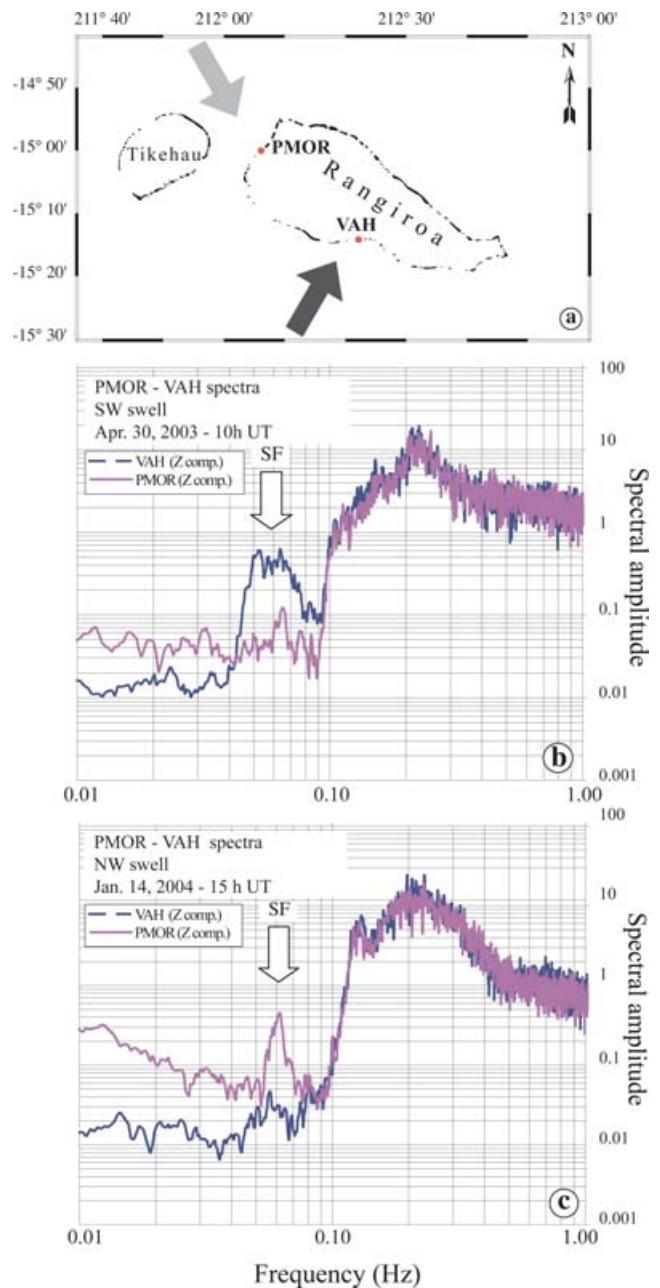 211° 40' 212° 00' 212° 30' 213° 00'
-14° 50'
-15° 00'
-15° 10'
-15° 20'
-15° 30'
N
Tikehau
PMOR
Rangiroa
VAH
a
PMOR - VAH spectra
SW swell
Apr. 30, 2003 - 10h UT
VAH (Z comp.)
PMOR (Z comp.)
SF
100
10
1
0.1
0.01
0.001
Spectral amplitude
b
0.01 0.10 1.00
PMOR - VAH spectra
NW swell
Jan. 14, 2004 - 15 h UT
VAH (Z comp.)
PMOR (Z comp.)
SF
100
10
1
0.1
0.01
0.001
Spectral amplitude
c
0.01 0.10 1.00
Frequency (Hz)